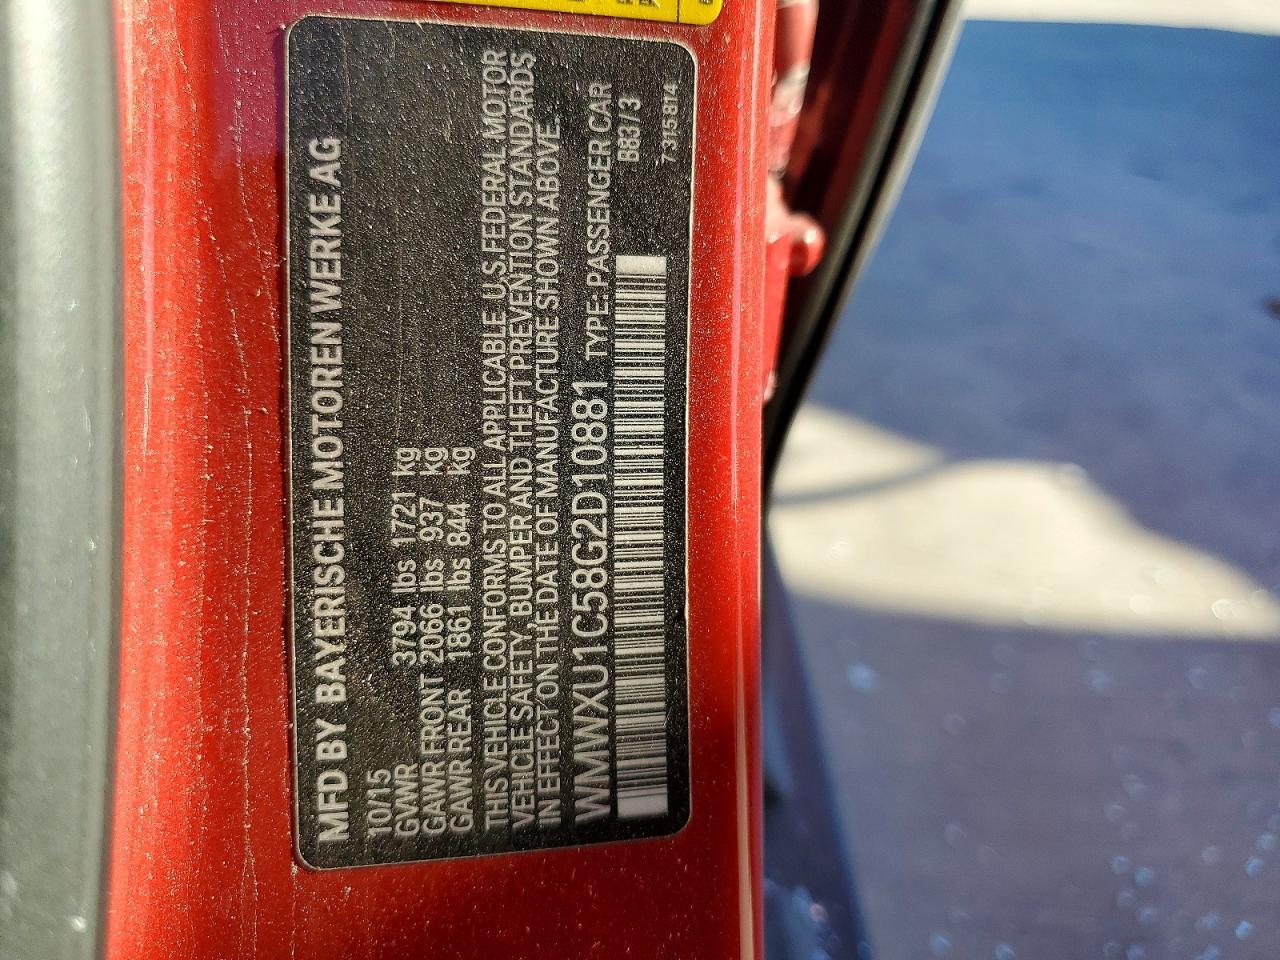 MFD BY BAYERISCHE MOTOREN WERKE AG
10/15
GVWR 3794 lbs 1721 kg
GAWR FRONT 2066 lbs 937 kg
GAWR REAR 1861 lbs 844 kg
THIS VEHICLE CONFORMS TO ALL APPLICABLE U.S. FEDERAL MOTOR
VEHICLE SAFETY, BUMPER AND THEFT PREVENTION STANDARDS
IN EFFECT ON THE DATE OF MANUFACTURE SHOWN ABOVE.
WMWXU1C58G2D10881 TYPE: PASSENGER CAR
B83/3
7 315 814